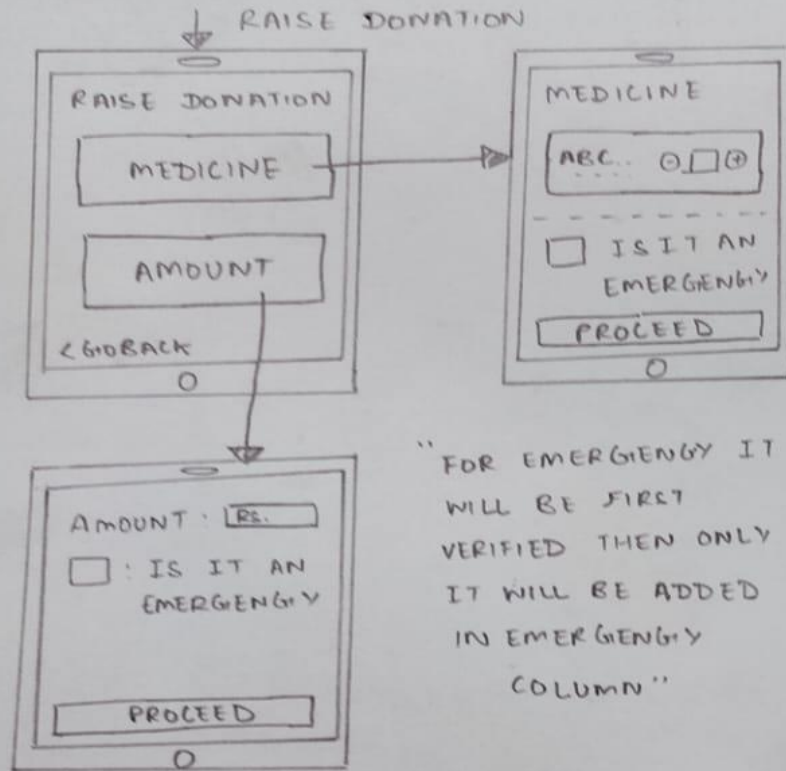 RAISE DONATION
RAISE DONATION
MEDICINE
AMOUNT
< GO BACK
MEDICINE
ABC..
IS IT AN
EMERGENGY
PROCEED
AMOUNT : RS.
: IS IT AN
EMERGENGY
PROCEED
"FOR EMERGENGY IT
WILL BE FIRST
VERIFIED THEN ONLY
IT WILL BE ADDED
IN EMERGENGY
COLUMN"